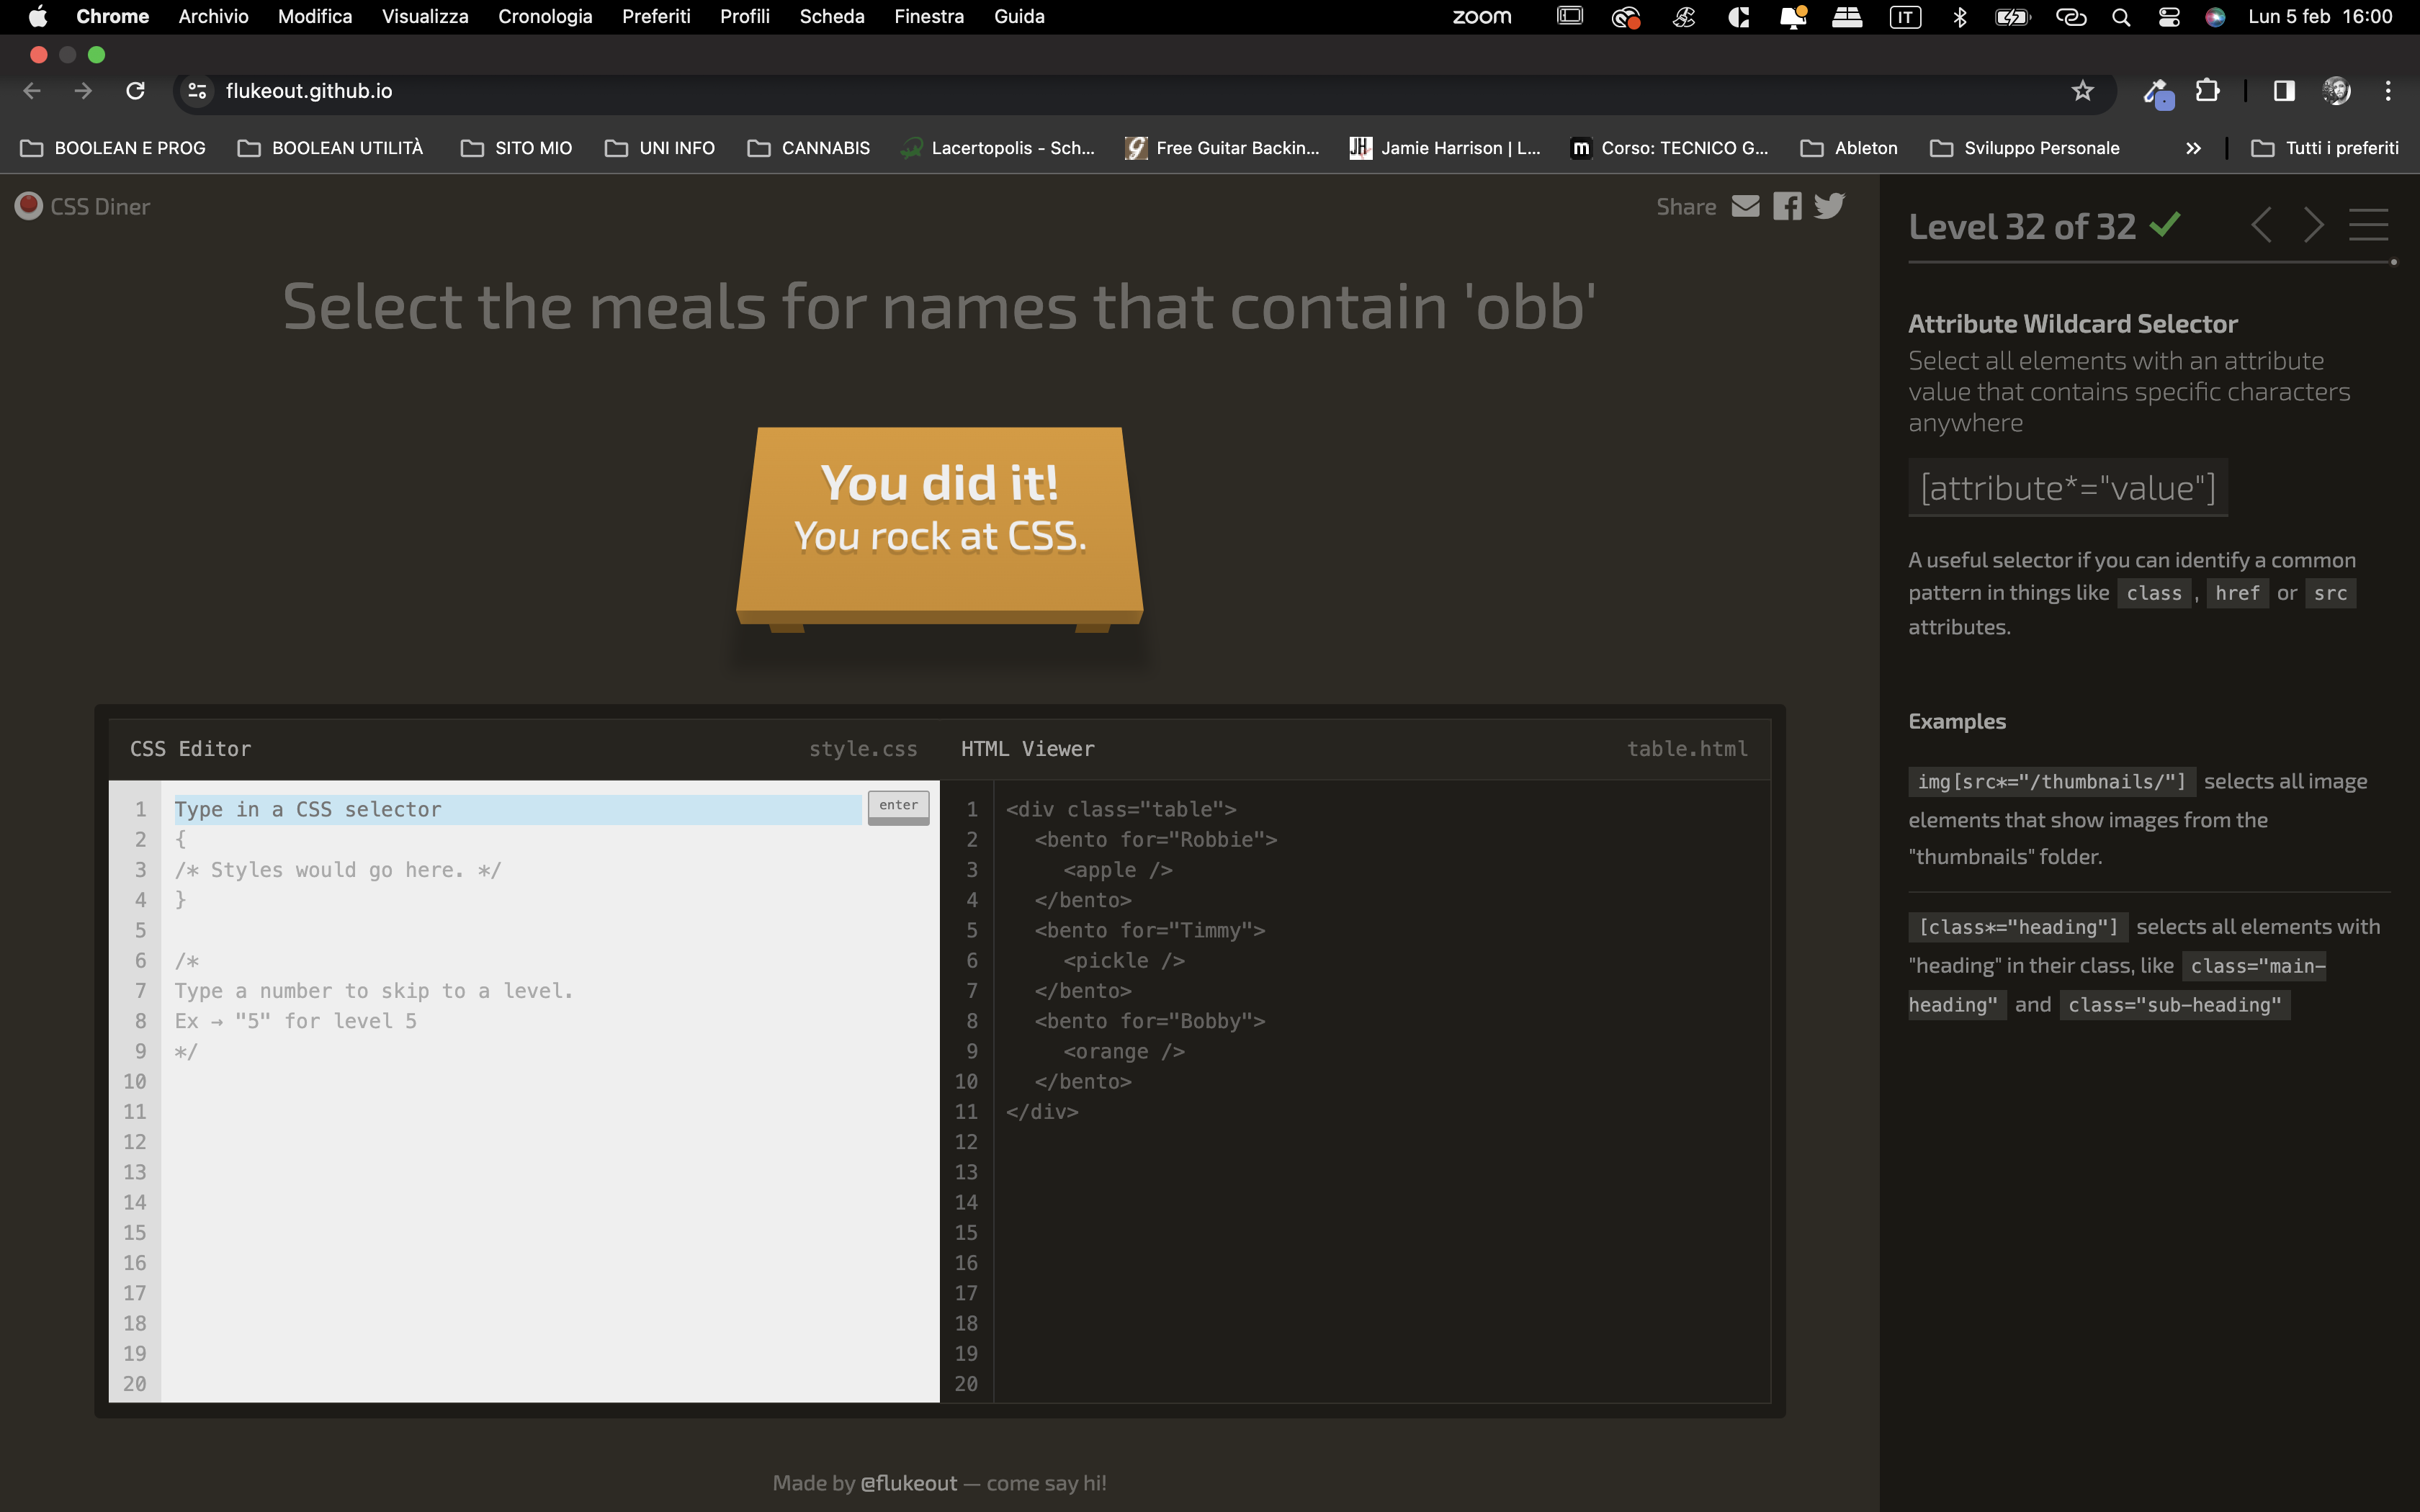 Chrome Archivio Modifica Visualizza Cronologia Preferiti Profili Scheda Finestra Guida zoom IT Lun 5 feb 16:00
flukeout.github.io
BOOLEAN E PROG BOOLEAN UTILITÀ SITO MIO UNI INFO CANNABIS Lacertopolis - Sch... Free Guitar Backin... JH Jamie Harrison | L... m Corso: TECNICO G... Ableton Sviluppo Personale » Tutti i preferiti
CSS Diner
Share
Select the meals for names that contain 'obb'
You did it!
You rock at CSS.
CSS Editor style.css
1 Type in a CSS selector enter
2 {
3 /* Styles would go here. */
4 }
5
6 /*
7 Type a number to skip to a level.
8 Ex → "5" for level 5
9 */
10
11
12
13
14
15
16
17
18
19
20
HTML Viewer table.html
1 <div class="table">
2 <bento for="Robbie">
3 <apple />
4 </bento>
5 <bento for="Timmy">
6 <pickle />
7 </bento>
8 <bento for="Bobby">
9 <orange />
10 </bento>
11 </div>
12
13
14
15
16
17
18
19
20
Made by @flukeout — come say hi!
Level 32 of 32
Attribute Wildcard Selector
Select all elements with an attribute
value that contains specific characters
anywhere
[attribute*="value"]
A useful selector if you can identify a common
pattern in things like class , href or src
attributes.
Examples
img[src*="/thumbnails/"] selects all image
elements that show images from the
"thumbnails" folder.
[class*="heading"] selects all elements with
"heading" in their class, like class="main-
heading" and class="sub-heading"